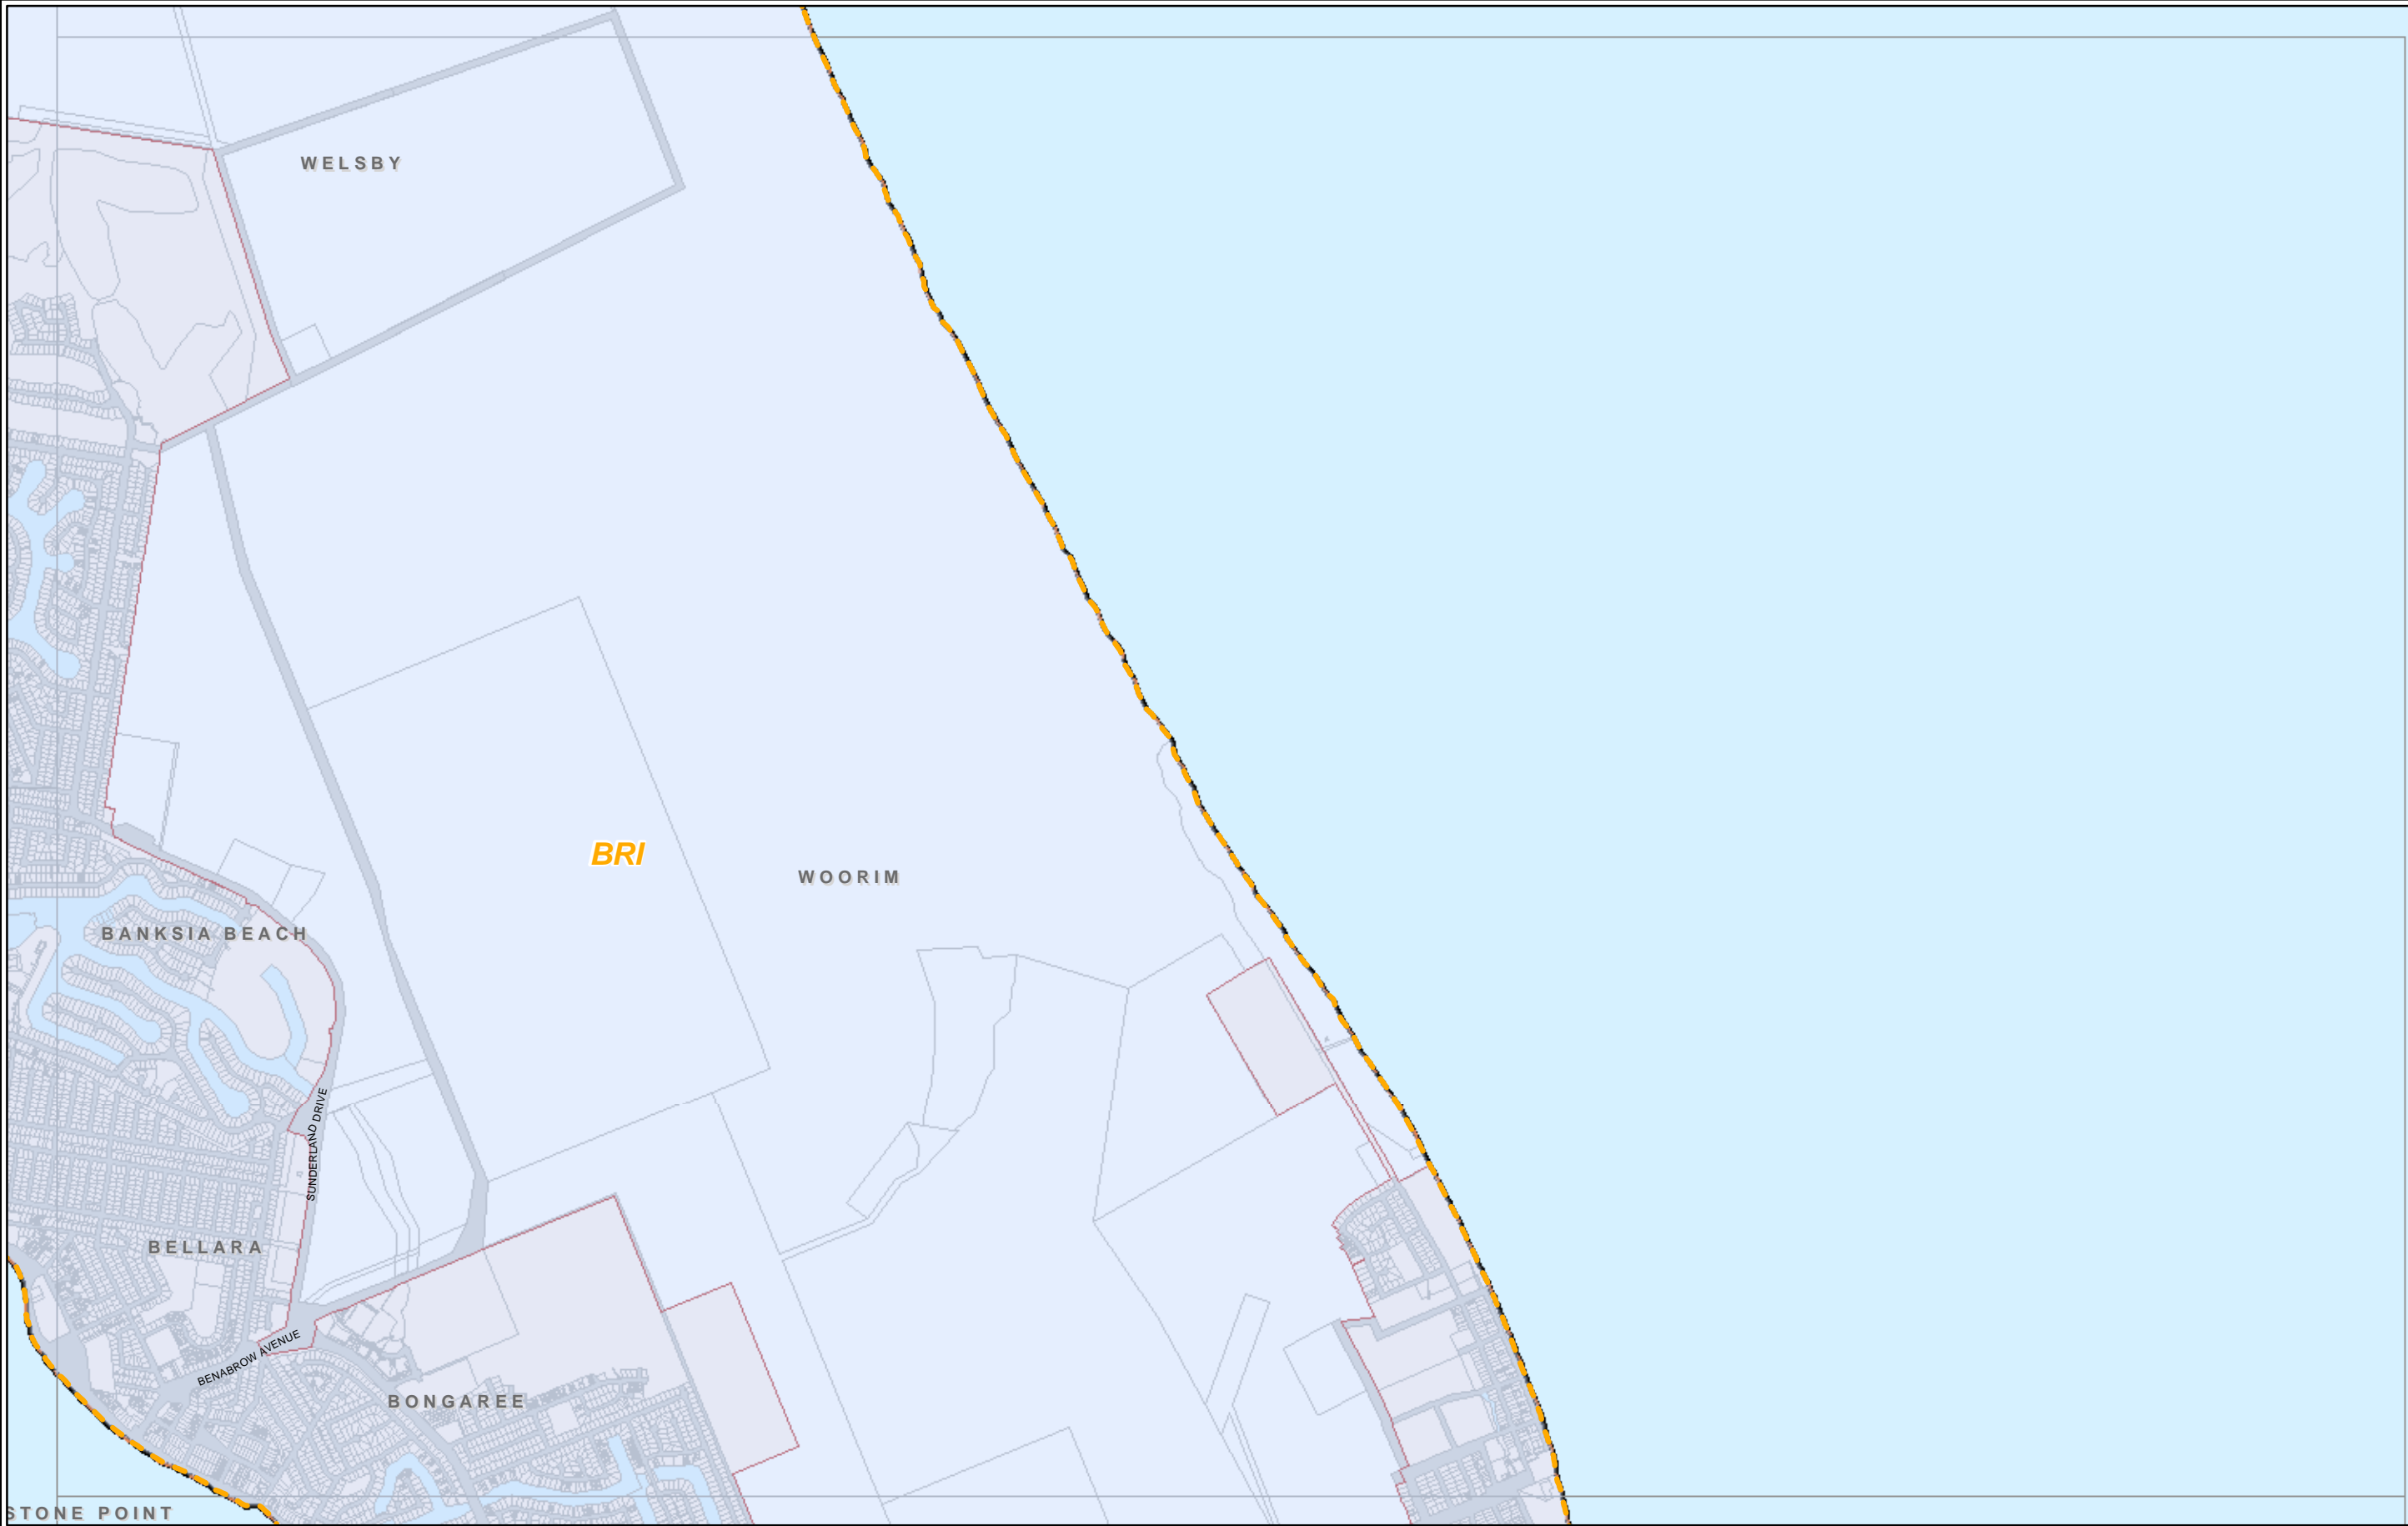 WELSBY
BRI
WOORIM
BANKSIA BEACH
SUNDERLAND DRIVE
BELLARA
BENABROW AVENUE
BONGAREE
STONE POINT